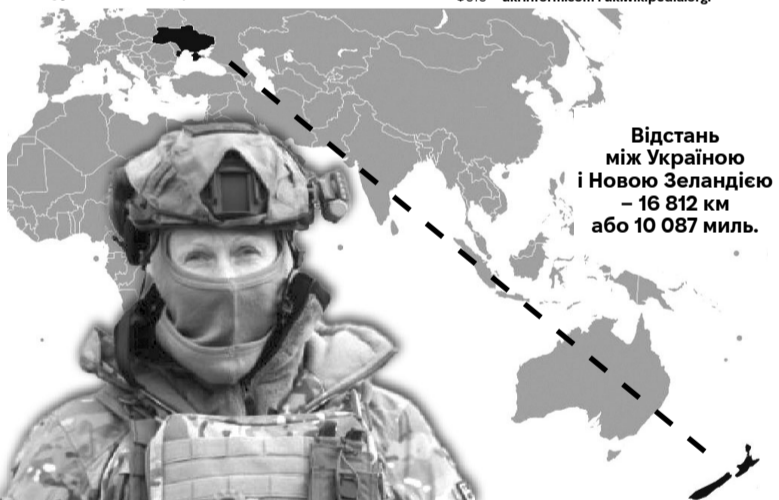 Відстань
між Україною
і Новою Зеландією
– 16 812 км
або 10 087 миль.